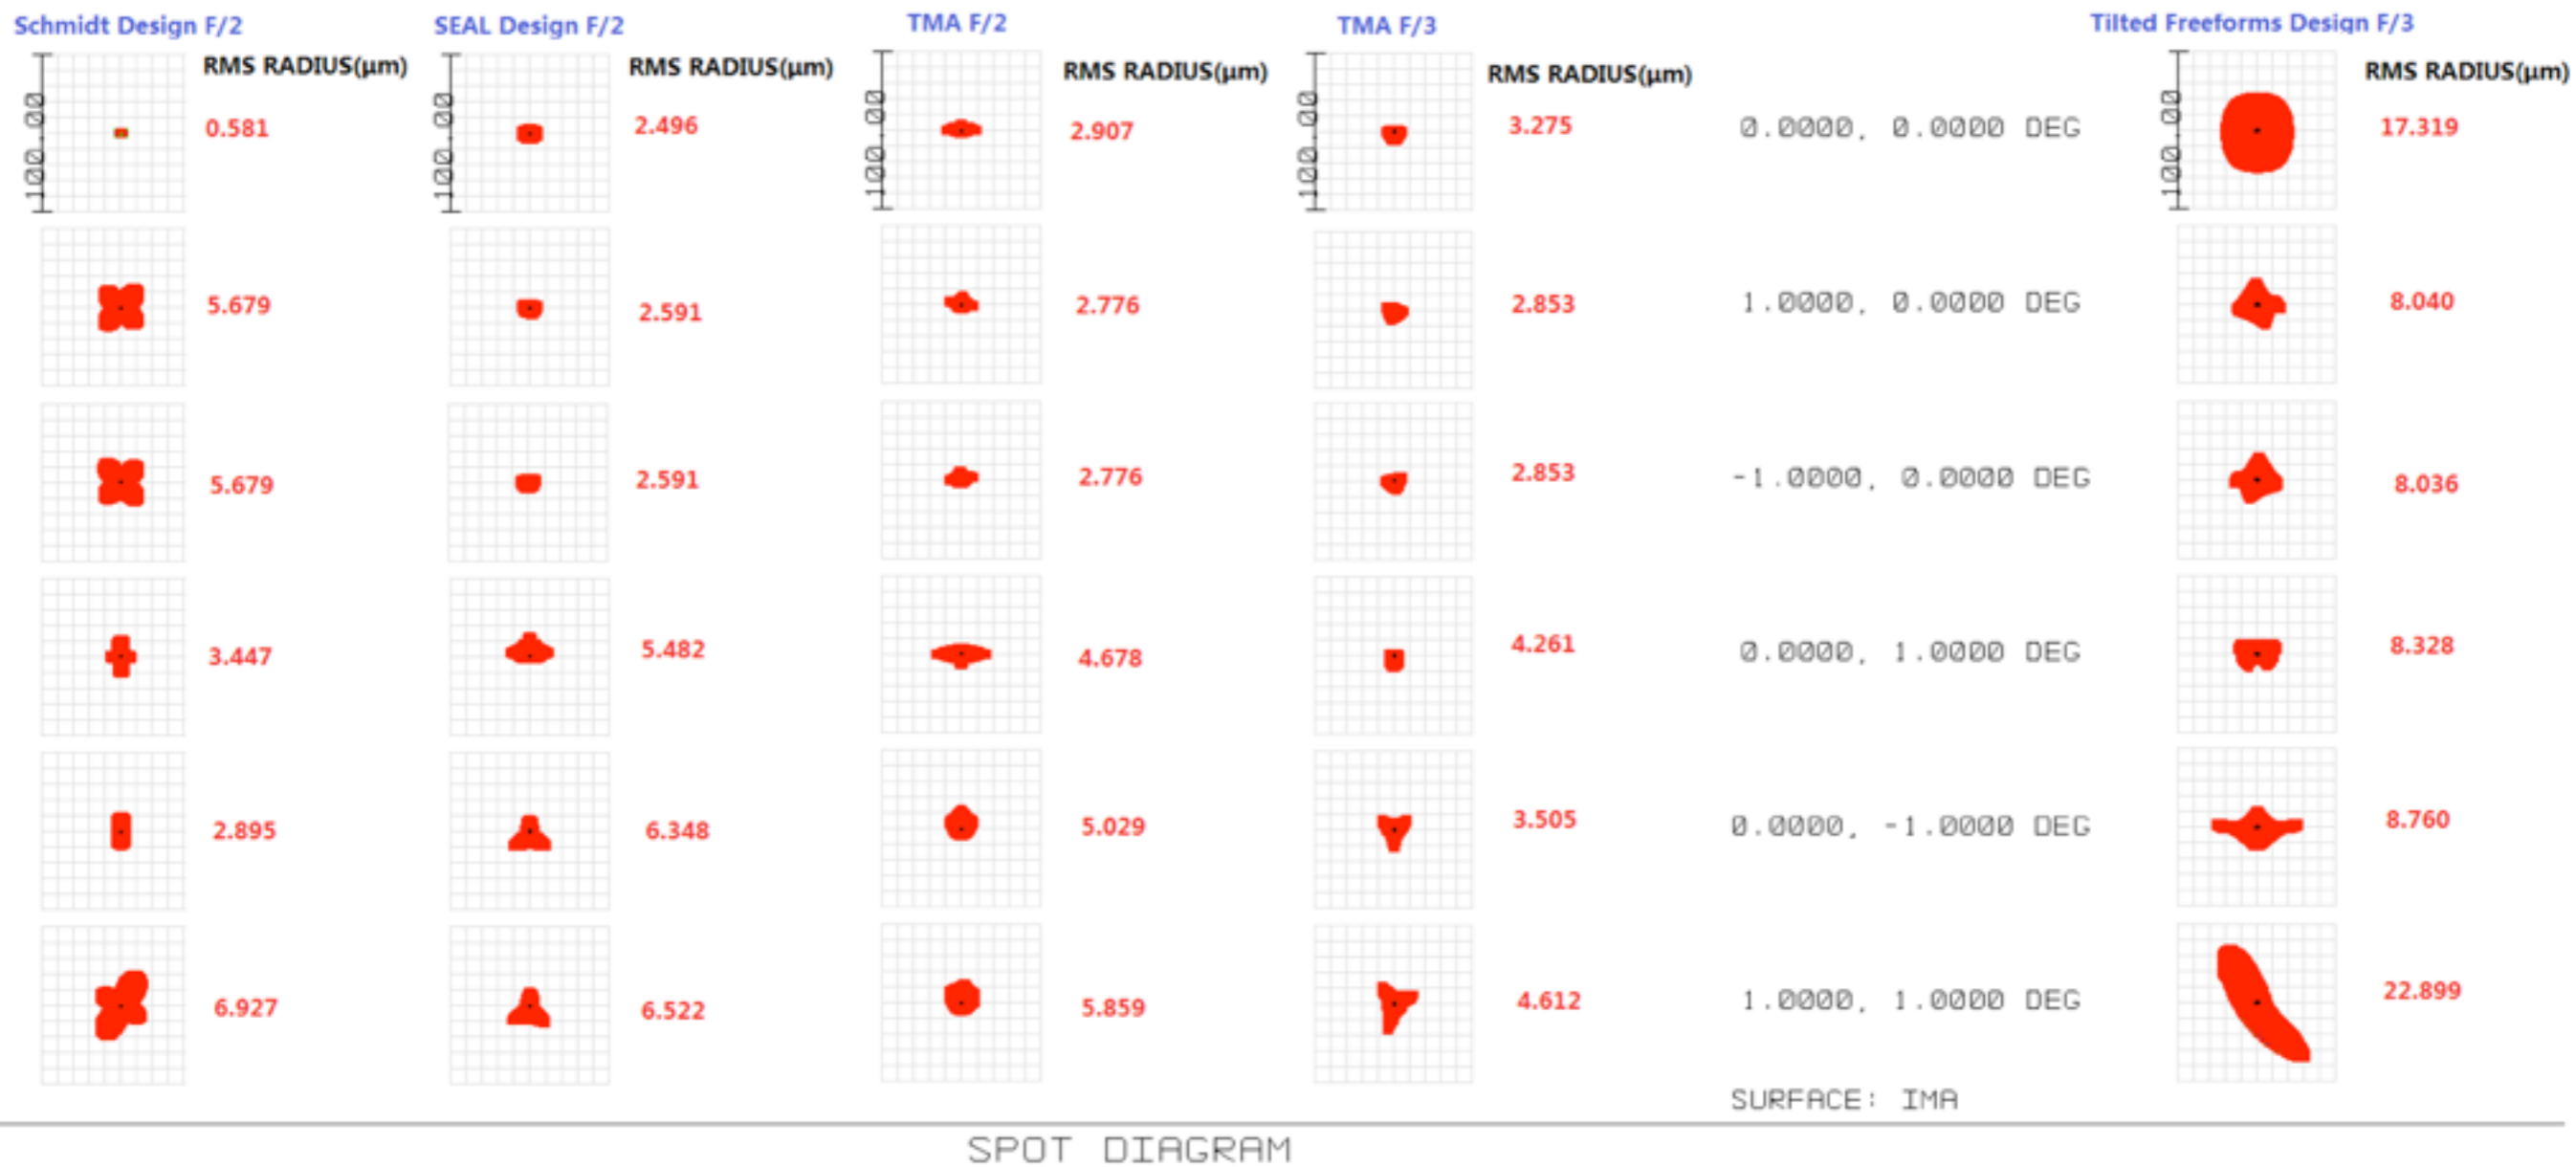 Schmidt Design F/2 SEAL Design F/2 TMA F/2 TMA F/3 Tilted Freeforms Design F/3
RMS RADIUS(μm) RMS RADIUS(μm) RMS RADIUS(μm) RMS RADIUS(μm) RMS RADIUS(μm)
100.00 100.00 100.00 100.00 100.00
0.581 2.496 2.907 3.275 0.0000, 0.0000 DEG 17.319
5.679 2.591 2.776 2.853 1.0000, 0.0000 DEG 8.040
5.679 2.591 2.776 2.853 -1.0000, 0.0000 DEG 8.036
3.447 5.482 4.678 4.261 0.0000, 1.0000 DEG 8.328
2.895 6.348 5.029 3.505 0.0000, -1.0000 DEG 8.760
6.927 6.522 5.859 4.612 1.0000, 1.0000 DEG 22.899
SURFACE: IMA
SPOT DIAGRAM